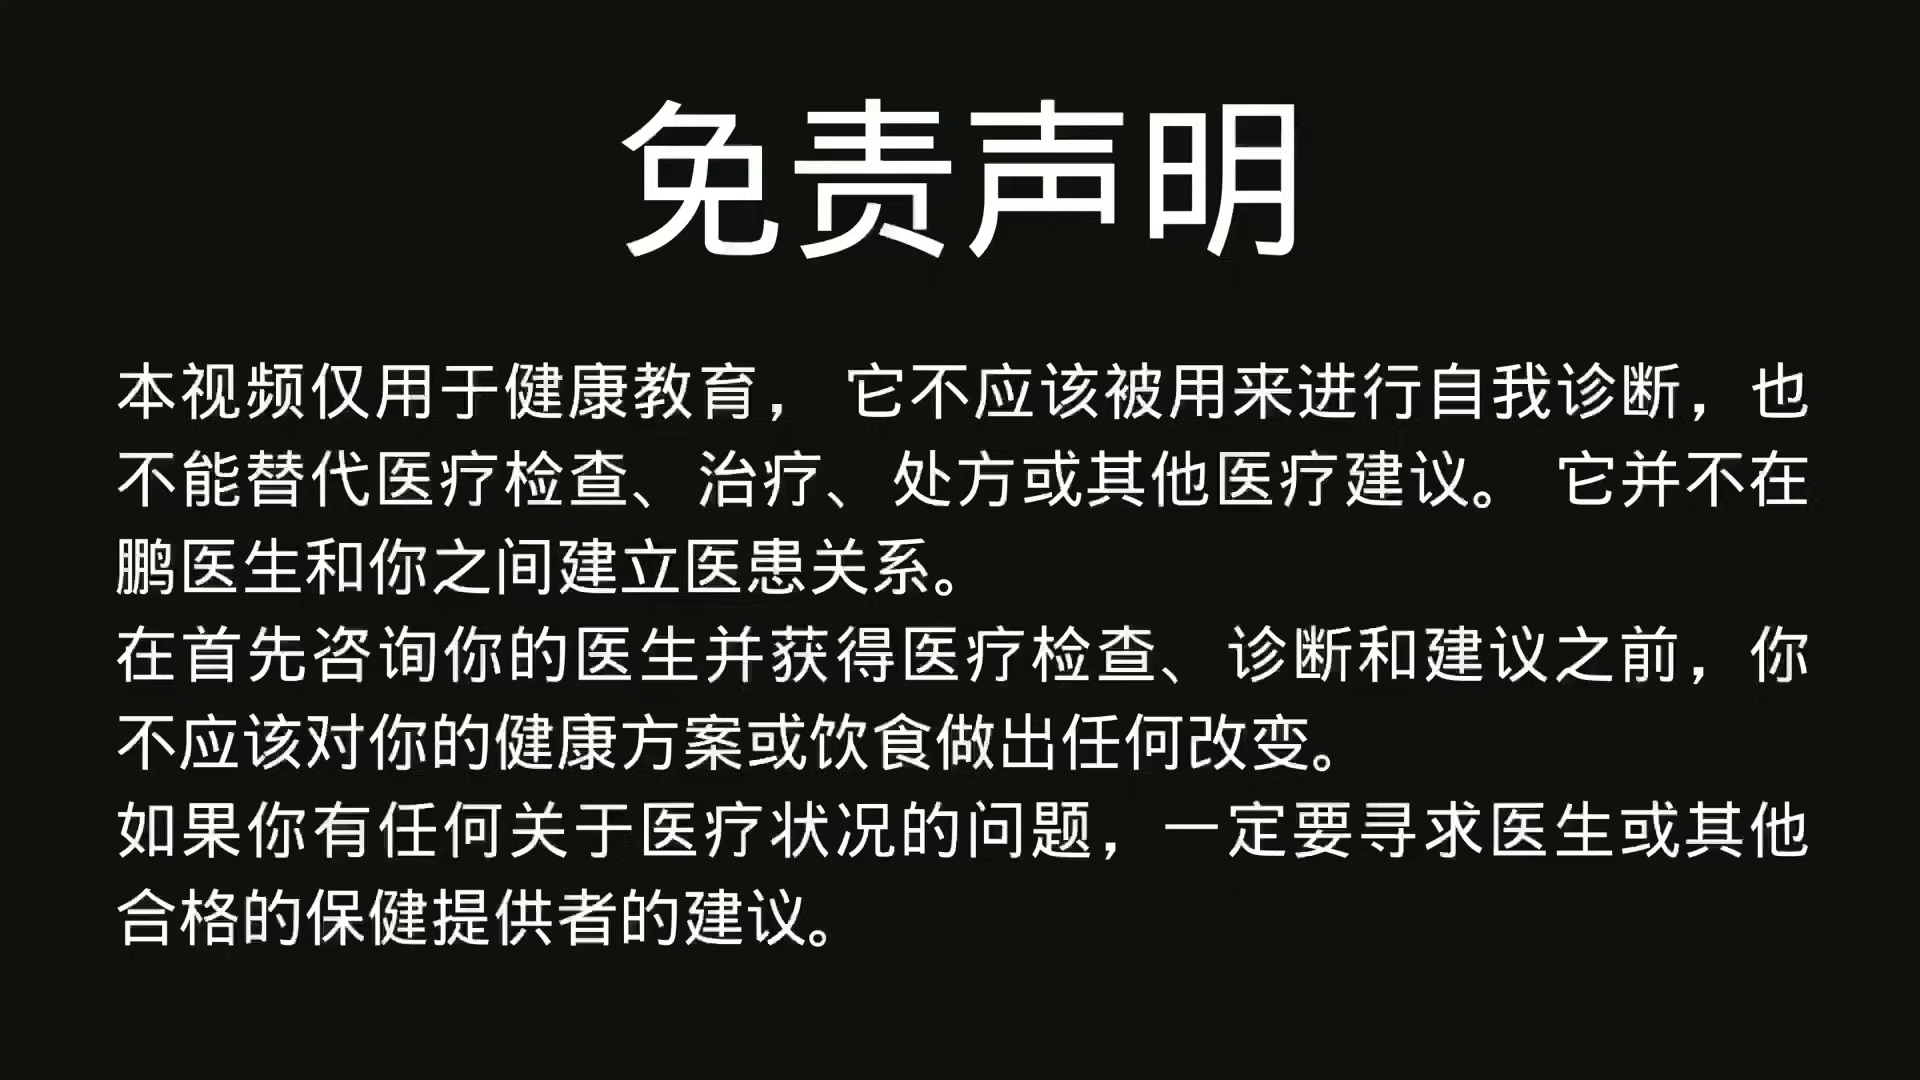 免责声明
本视频仅用于健康教育， 它不应该被用来进行自我诊断，也
不能替代医疗检查、治疗、处方或其他医疗建议。 它并不在
鹏医生和你之间建立医患关系。
在首先咨询你的医生并获得医疗检查、诊断和建议之前，你
不应该对你的健康方案或饮食做出任何改变。
如果你有任何关于医疗状况的问题，一定要寻求医生或其他
合格的保健提供者的建议。